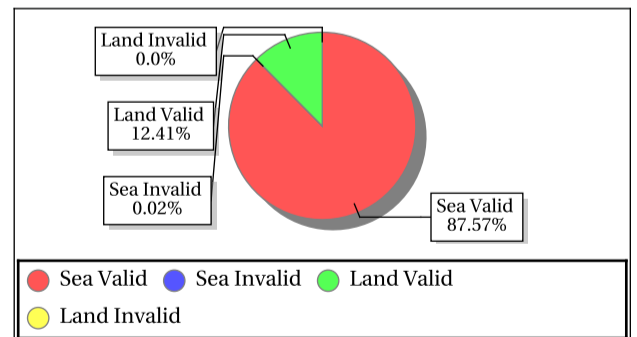 Land Invalid
0.0%
Land Valid
12.41%
Sea Invalid
0.02%
Sea Valid
87.57%
Sea Valid Sea Invalid Land Valid
Land Invalid